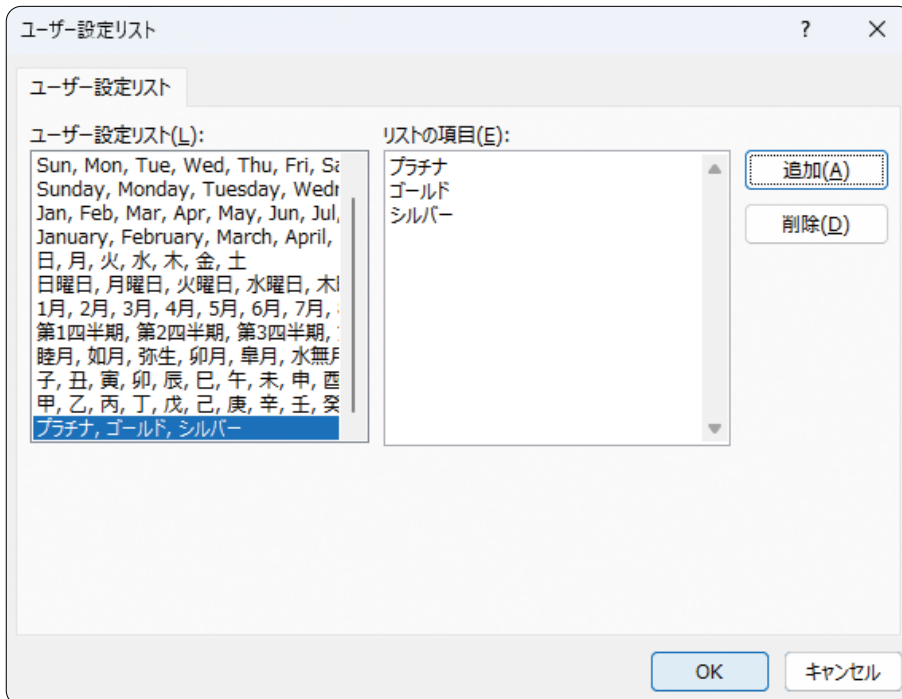 ユーザー設定リスト
?
ユーザー設定リスト
ユーザー設定リスト(L):
Sun, Mon, Tue, Wed, Thu, Fri, Sa
Sunday, Monday, Tuesday, Wedn
Jan, Feb, Mar, Apr, May, Jun, Jul,
January, February, March, April,
日, 月, 火, 水, 木, 金, 土
日曜日, 月曜日, 火曜日, 水曜日, 木
1月, 2月, 3月, 4月, 5月, 6月, 7月,
第1四半期, 第2四半期, 第3四半期,
睦月, 如月, 弥生, 卯月, 皐月, 水無月
子, 丑, 寅, 卯, 辰, 巳, 午, 未, 申, 酉
甲, 乙, 丙, 丁, 戊, 己, 庚, 辛, 壬, 癸
プラチナ, ゴールド, シルバー
リストの項目(E):
プラチナ
ゴールド
シルバー
追加(A)
削除(D)
OK
キャンセル